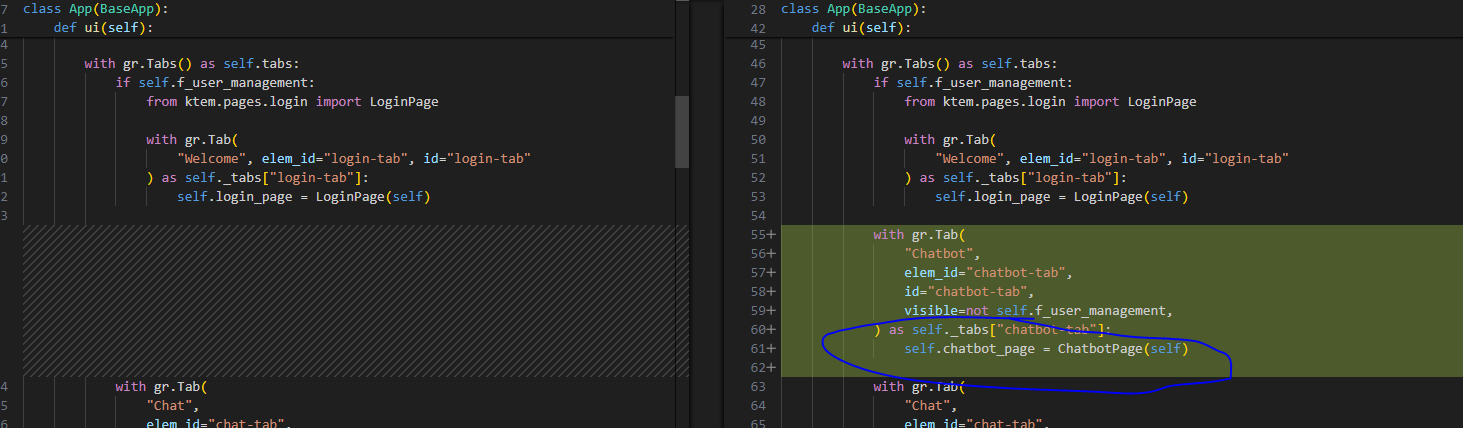 7 class App(BaseApp):
1 def ui(self):
4
5 with gr.Tabs() as self.tabs:
6 if self.f_user_management:
7 from ktem.pages.login import LoginPage
8
9 with gr.Tab(
0 "Welcome", elem_id="login-tab", id="login-tab"
1 ) as self._tabs["login-tab"]:
2 self.login_page = LoginPage(self)
3
4 with gr.Tab(
5 "Chat",
6 elem_id="chat-tab",
28 class App(BaseApp):
42 def ui(self):
45
46 with gr.Tabs() as self.tabs:
47 if self.f_user_management:
48 from ktem.pages.login import LoginPage
49
50 with gr.Tab(
51 "Welcome", elem_id="login-tab", id="login-tab"
52 ) as self._tabs["login-tab"]:
53 self.login_page = LoginPage(self)
54
55+ with gr.Tab(
56+ "Chatbot",
57+ elem_id="chatbot-tab",
58+ id="chatbot-tab",
59+ visible=not self.f_user_management,
60+ ) as self._tabs["chatbot-tab"]:
61+ self.chatbot_page = ChatbotPage(self)
62+
63 with gr.Tab(
64 "Chat",
65 elem_id="chat-tab",